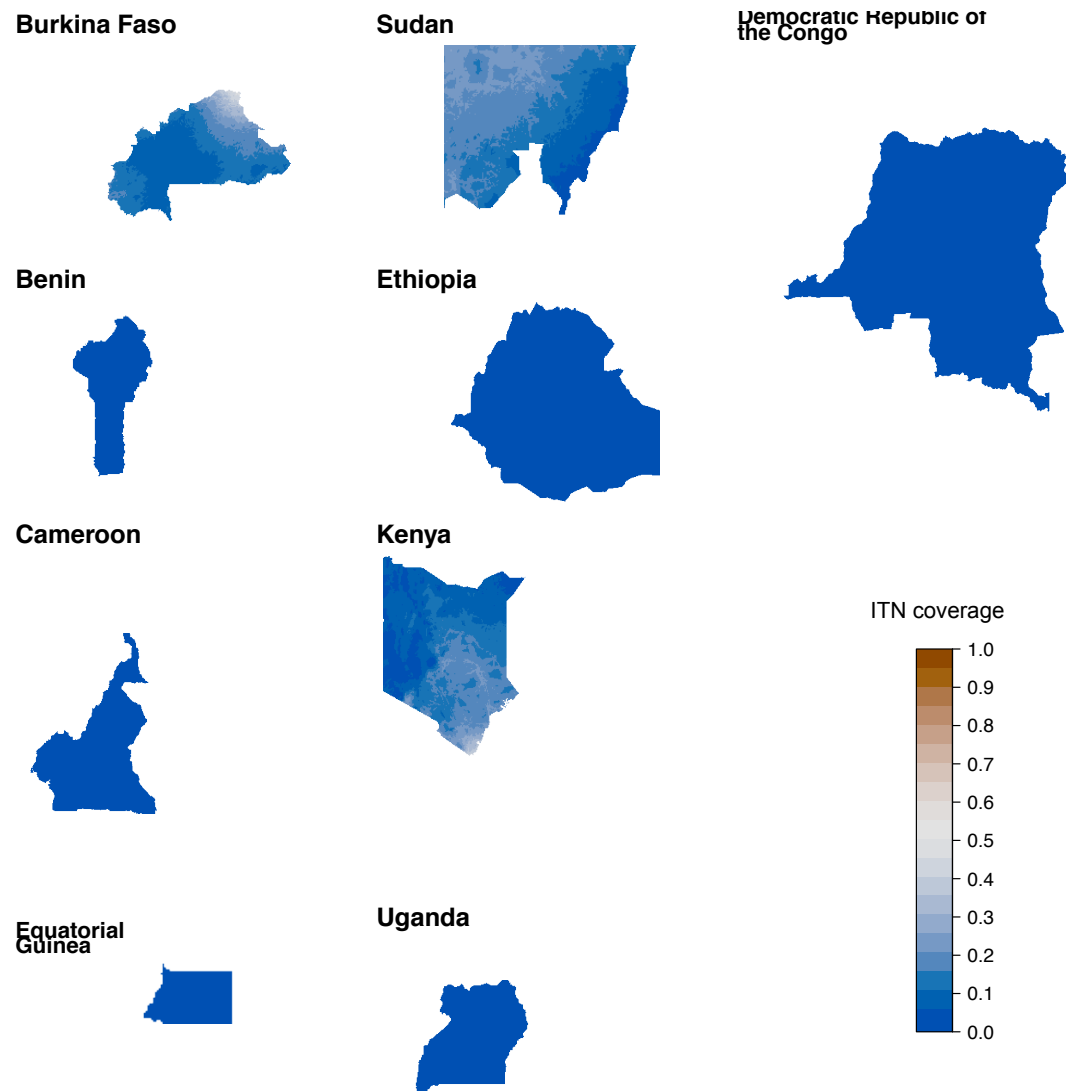 Burkina Faso
Sudan
Democratic Republic of
the Congo
Benin
Ethiopia
Cameroon
Kenya
ITN coverage
1.0
0.9
0.8
0.7
0.6
0.5
0.4
0.3
0.2
0.1
0.0
Equatorial
Guinea
Uganda